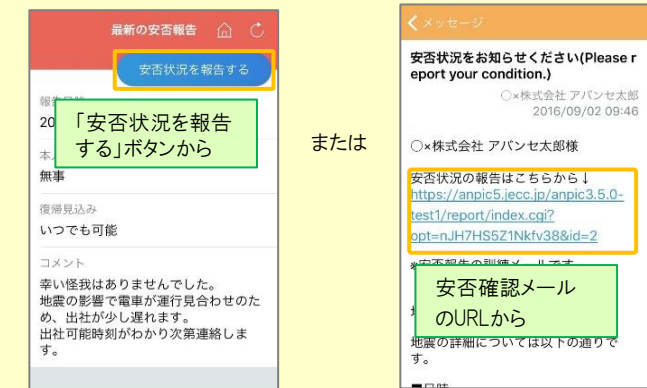 最新の安否報告
安否状況を報告する
報
20
「安否状況を報告
する」ボタンから
本
無事
復帰見込み
いつでも可能
コメント
幸い怪我はありませんでした。
地震の影響で電車が運行見合わせのた
め、出社が少し遅れます。
出社可能時刻がわかり次第連絡しま
す。
または
メッセージ
安否状況をお知らせください(Please r
eport your condition.)
○×株式会社 アバンセ太郎
2016/09/02 09:46
○×株式会社 アバンセ太郎様
安否状況の報告はこちらから↓
https://anpic5.jecc.jp/anpic3.5.0-
test1/report/index.cgi?
opt=nJH7HS5Z1Nkfv38&id=2
※安否報告の訓練メールです
安否確認メール
のURLから
地震の詳細については以下の通りで
す。
■日時